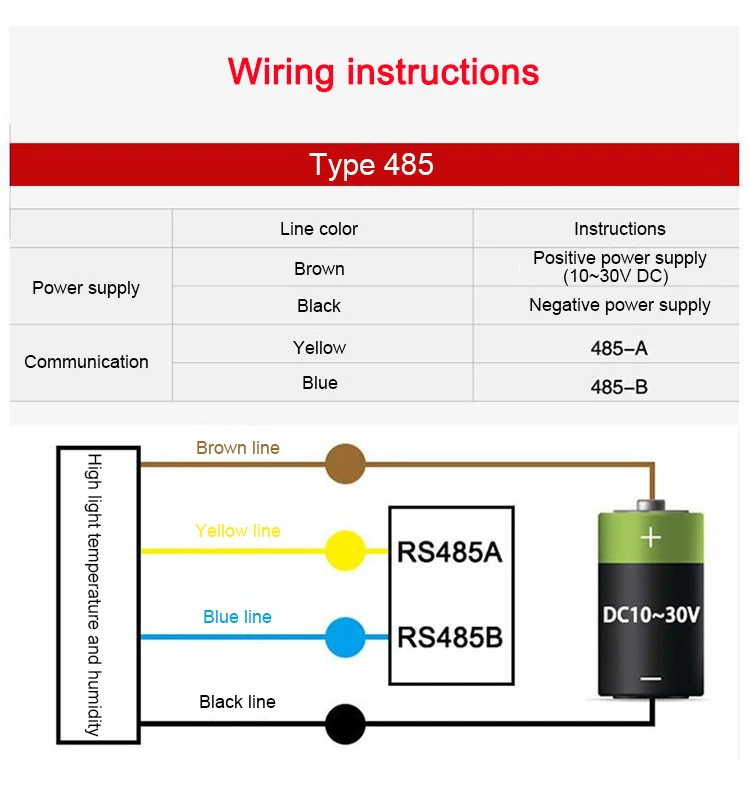 Wiring instructions
Type 485
Line color
Instructions
Power supply
Brown
Positive power supply
(10~30V DC)
Black
Negative power supply
Communication
Yellow
485-A
Blue
485-B
Brown line
Yellow line
Blue line
Black line
High light temperature and humidity
RS485A
RS485B
+
DC10~30V
−